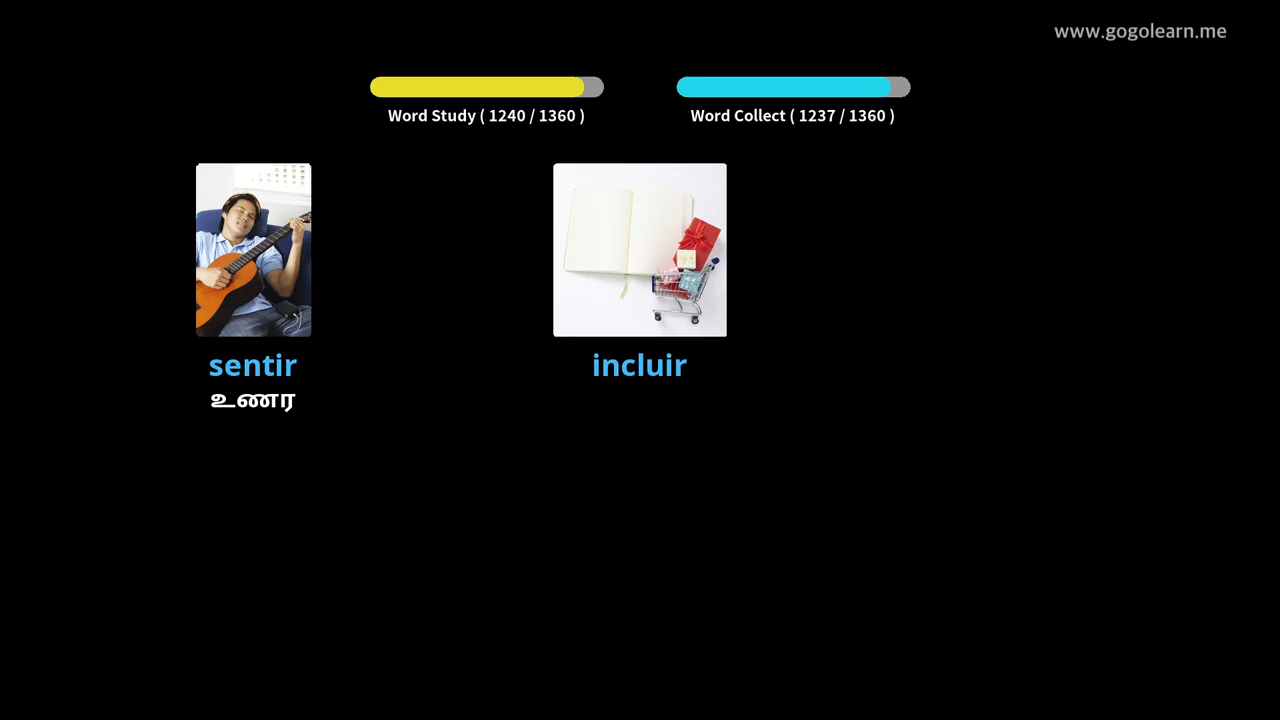 www.gogolearn.me
Word Study ( 1240 / 1360 )
Word Collect ( 1237 / 1360 )
sentir
உணர
incluir